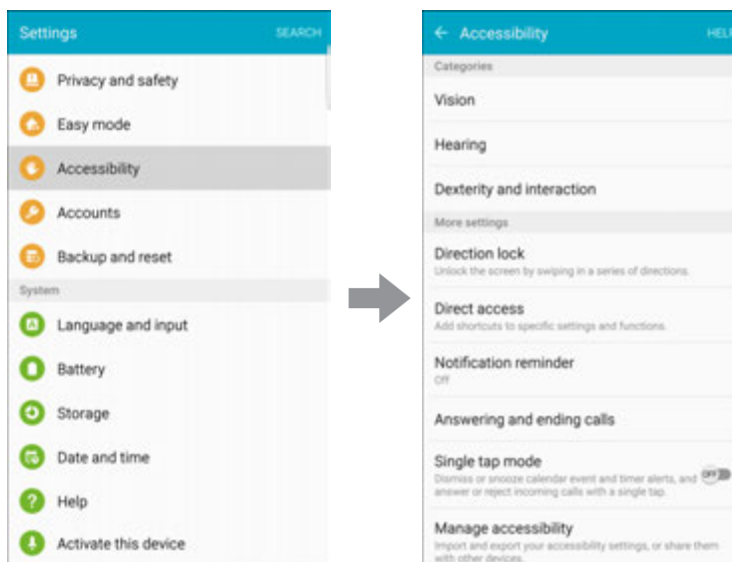 Settings SEARCH
Privacy and safety
Easy mode
Accessibility
Accounts
Backup and reset
System
Language and input
Battery
Storage
Date and time
Help
Activate this device
Accessibility HELP
Categories
Vision
Hearing
Dexterity and interaction
More settings
Direction lock
Unlock the screen by swiping in a series of directions.
Direct access
Add shortcuts to specific settings and functions.
Notification reminder
Off
Answering and ending calls
Single tap mode
Dismiss or snooze calendar event and timer alerts, and
answer or reject incoming calls with a single tap.
OFF
Manage accessibility
Import and export your accessibility settings, or share them
with other devices.